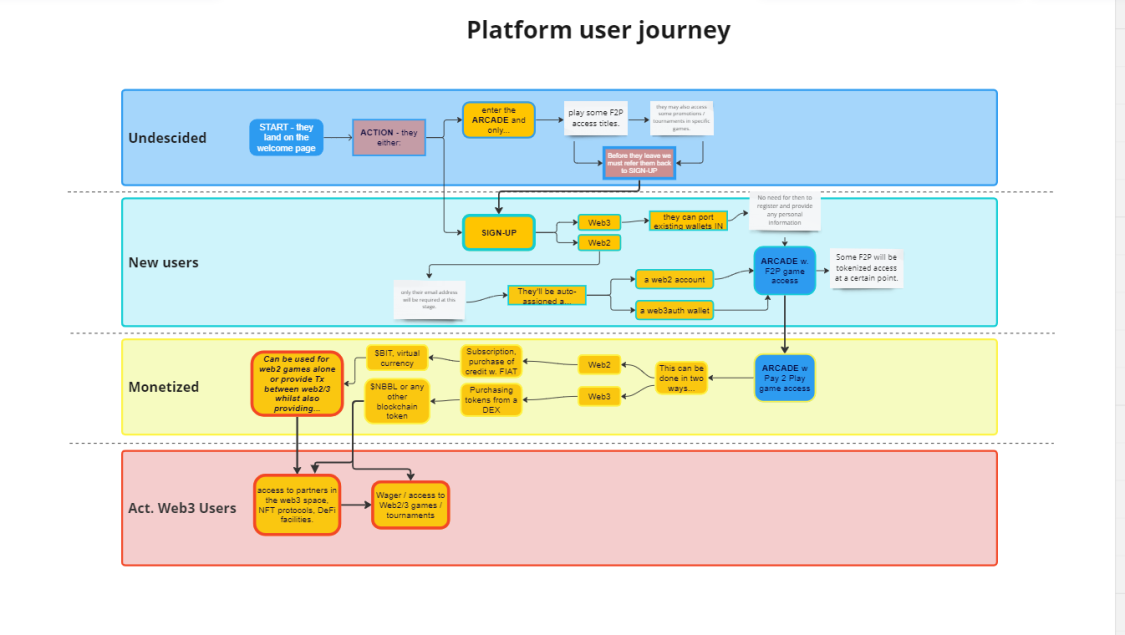 Platform user journey
Undescided
START - they
land on the
welcome page
ACTION - they
either:
enter the
ARCADE and
only...
play some F2P
access titles.
they may also access
some promotions /
tournaments in specific
games.
Before they leave we
must refer them back
to SIGN-UP
New users
SIGN-UP
Web3
Web2
they can port
existing wallets IN
No need for then to
register and provide
any personal
information
only their email address
will be required at this
stage.
They'll be auto-
assioned a...
a web2 account
a web3auth wallet
ARCADE w.
F2P game
access
Some F2P will be
tokenized access
at a certain point.
Monetized
ARCADE w
Pay 2 Play
game access
This can be
done in two
ways...
Web2
Web3
Subscription,
purchase of
credit w. FIAT
Purchasing
tokens from a
DEX
$BIT, virtual
currency
$NBBL or any
other
blockchain
token
Can be used for
web2 games alone
or provide Tx
between web2/3
whilst also
providing...
Act. Web3 Users
access to partners in
the web3 space,
NFT protocols, DeFi
facilities.
Wager / access to
Web2/3 games /
tournaments